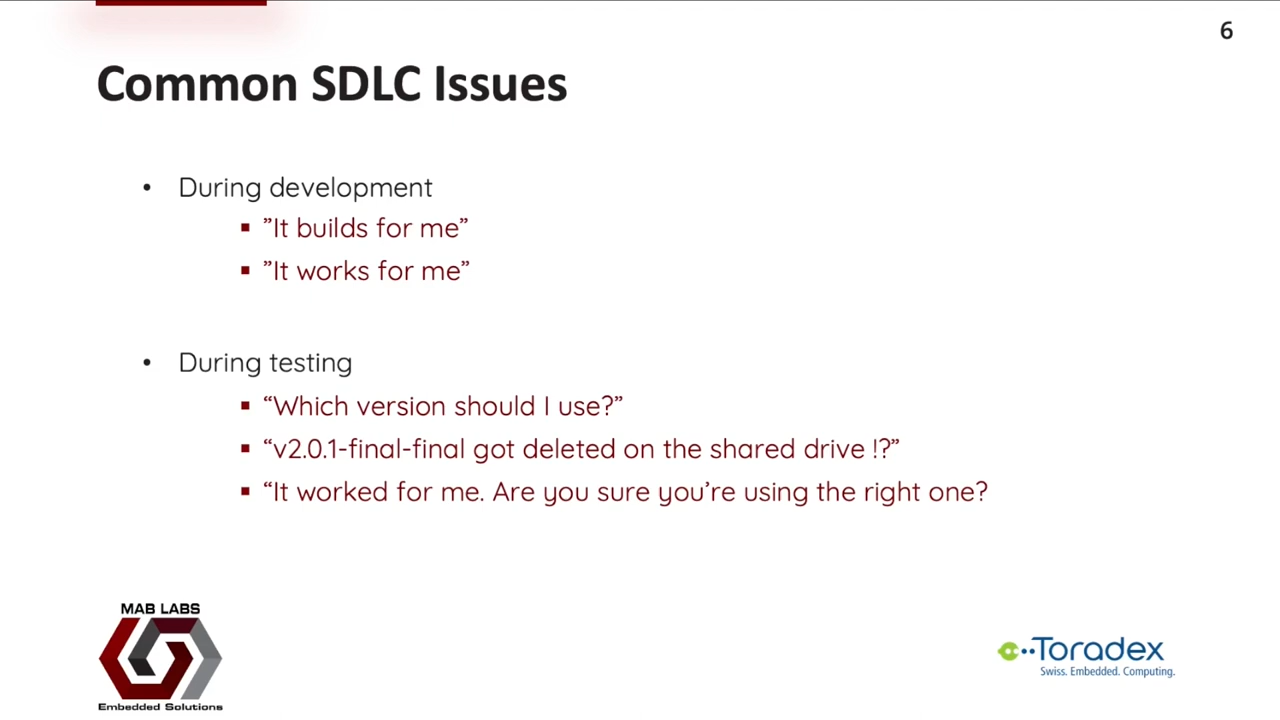 6
Common SDLC Issues
• During development
▪ ”It builds for me”
▪ ”It works for me”
• During testing
▪ “Which version should I use?”
▪ “v2.0.1-final-final got deleted on the shared drive !?”
▪ “It worked for me. Are you sure you’re using the right one?
MAB LABS
Embedded Solutions
Toradex
Swiss. Embedded. Computing.